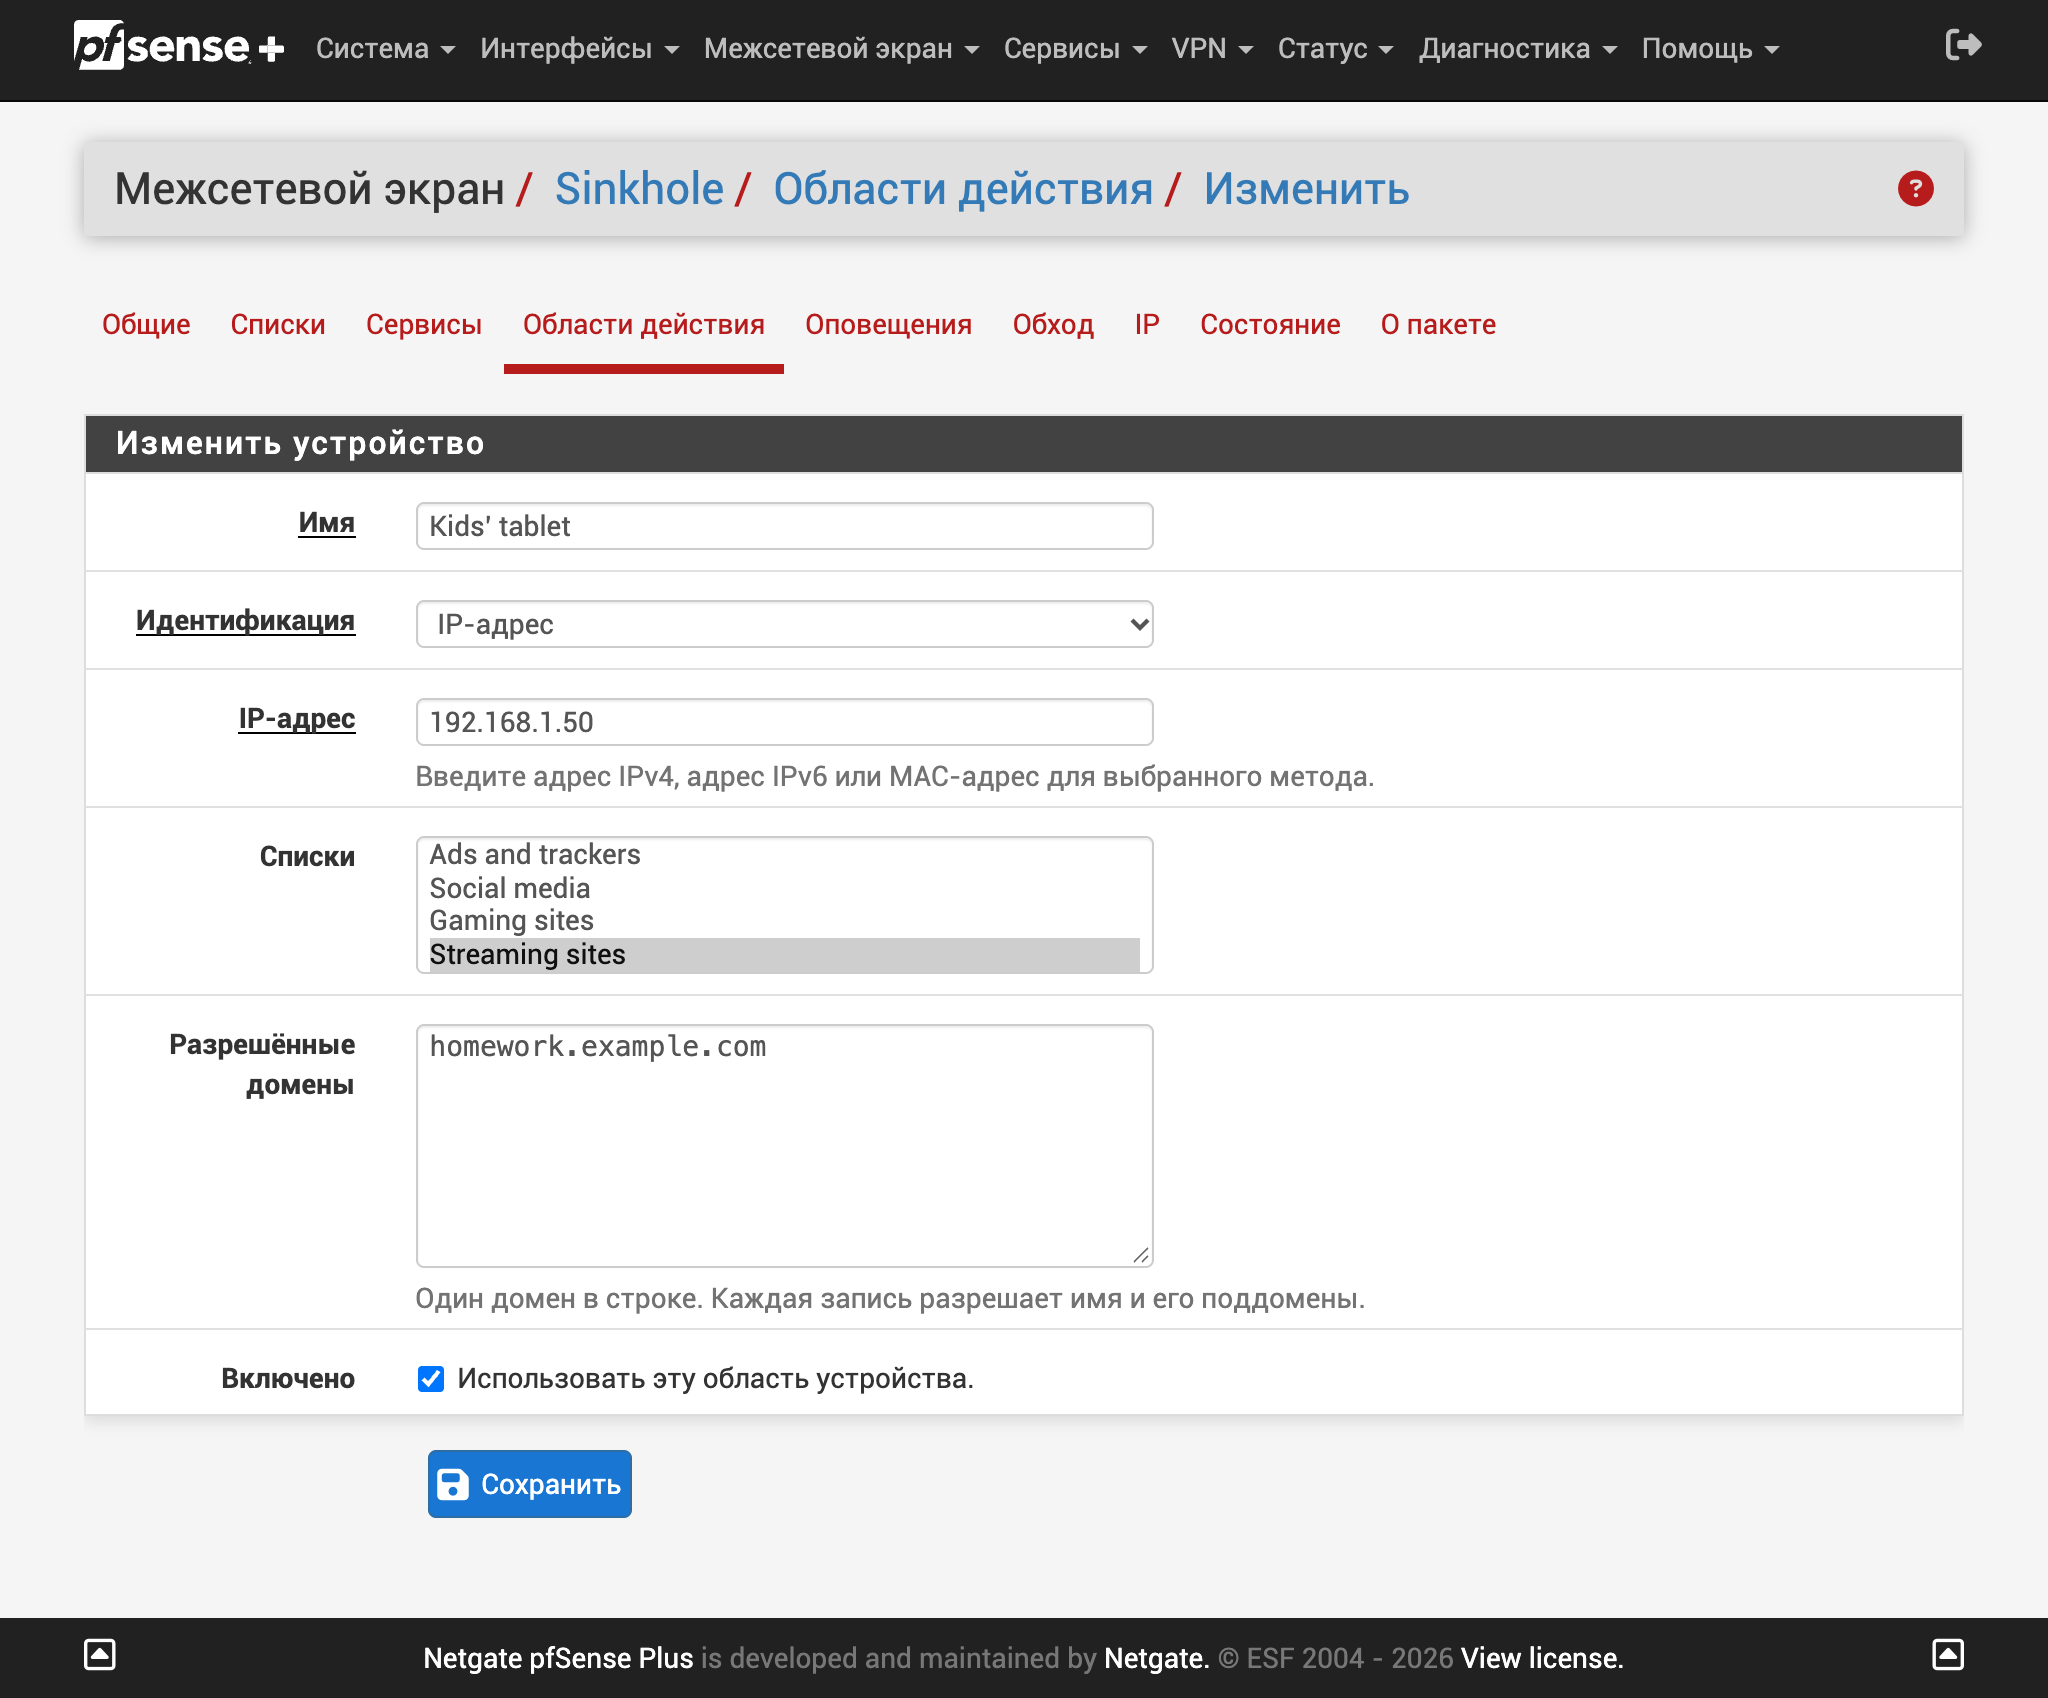 pfsense+ Система Интерфейсы Межсетевой экран Сервисы VPN Статус Диагностика Помощь
Межсетевой экран / Sinkhole / Области действия / Изменить ?
Общие Списки Сервисы Области действия Оповещения Обход IP Состояние О пакете
Изменить устройство
Имя Kids' tablet
Идентификация IP-адрес
IP-адрес 192.168.1.50
Введите адрес IPv4, адрес IPv6 или MAC-адрес для выбранного метода.
Списки Ads and trackers
Social media
Gaming sites
Streaming sites
Разрешённые homework.example.com
домены
Один домен в строке. Каждая запись разрешает имя и его поддомены.
Включено Использовать эту область устройства.
Сохранить
Netgate pfSense Plus is developed and maintained by Netgate. © ESF 2004 - 2026 View license.